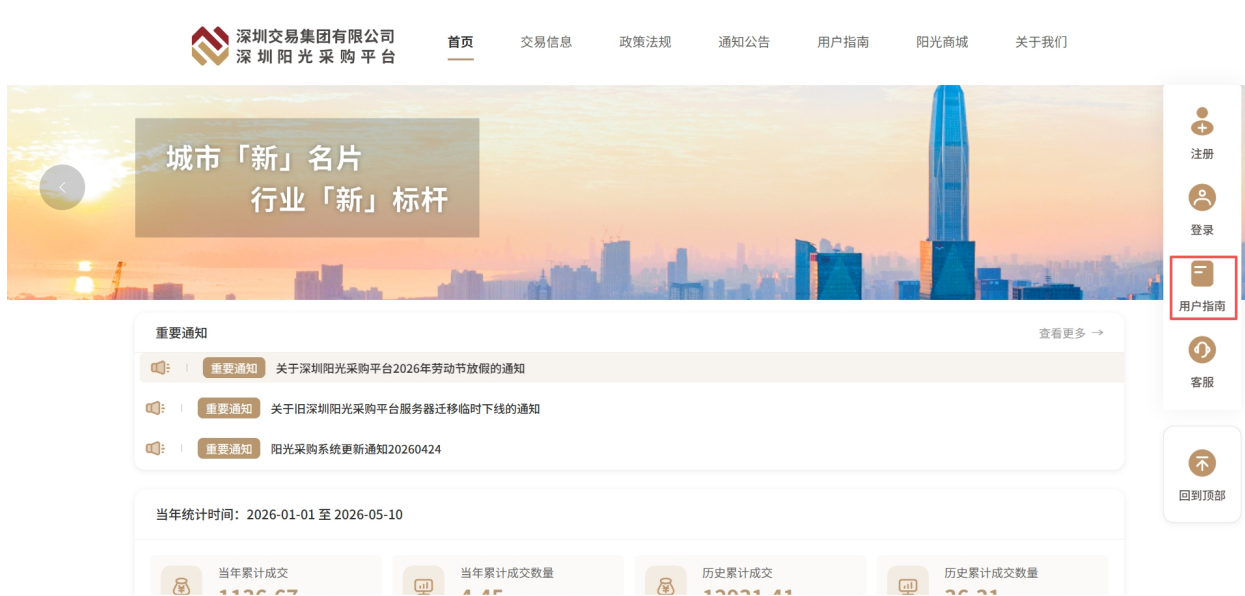 深圳交易集团有限公司
深圳阳光采购平台
首页
交易信息
政策法规
通知公告
用户指南
阳光商城
关于我们
城市「新」名片
行业「新」标杆
注册
登录
用户指南
客服
回到顶部
重要通知
查看更多 →
重要通知 关于深圳阳光采购平台2026年劳动节放假的通知
重要通知 关于旧深圳阳光采购平台服务器迁移临时下线的通知
重要通知 阳光采购系统更新通知20260424
当年统计时间：2026-01-01 至 2026-05-10
当年累计成交
当年累计成交数量
历史累计成交
历史累计成交数量